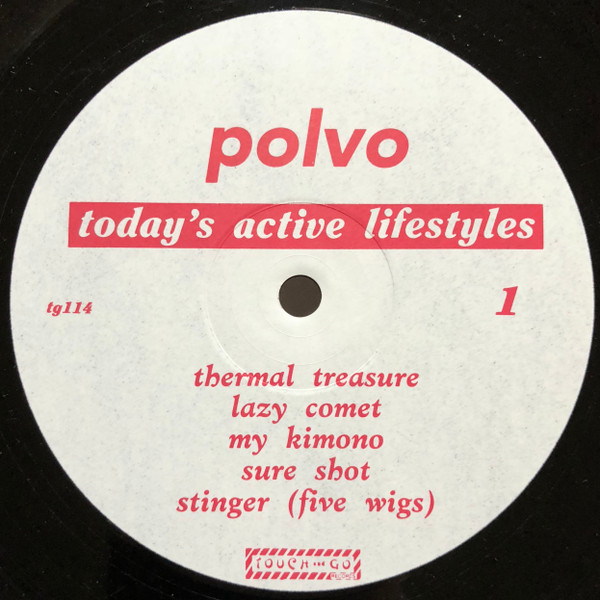 polvo
today's active lifestyles
tg114
1
thermal treasure
lazy comet
my kimono
sure shot
stinger (five wigs)
TOUCH AND GO